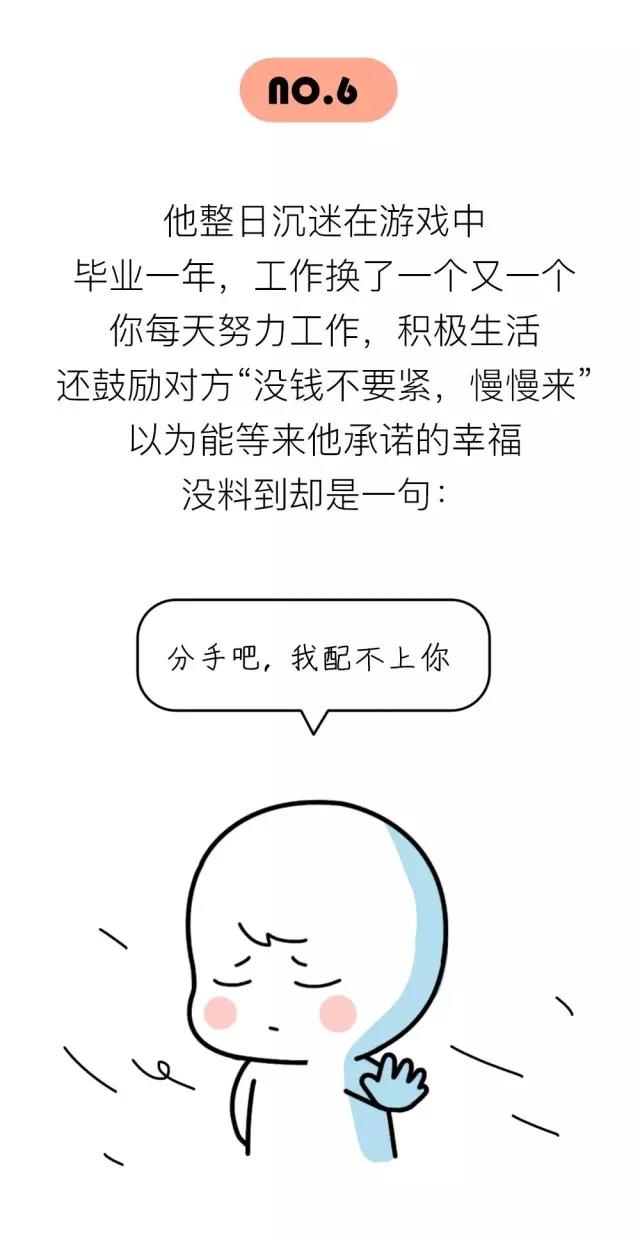 NO.6
他整日沉迷在游戏中
毕业一年，工作换了一个又一个
你每天努力工作，积极生活
还鼓励对方“没钱不要紧，慢慢来”
以为能等来他承诺的幸福
没料到却是一句：
分手吧，我配不上你